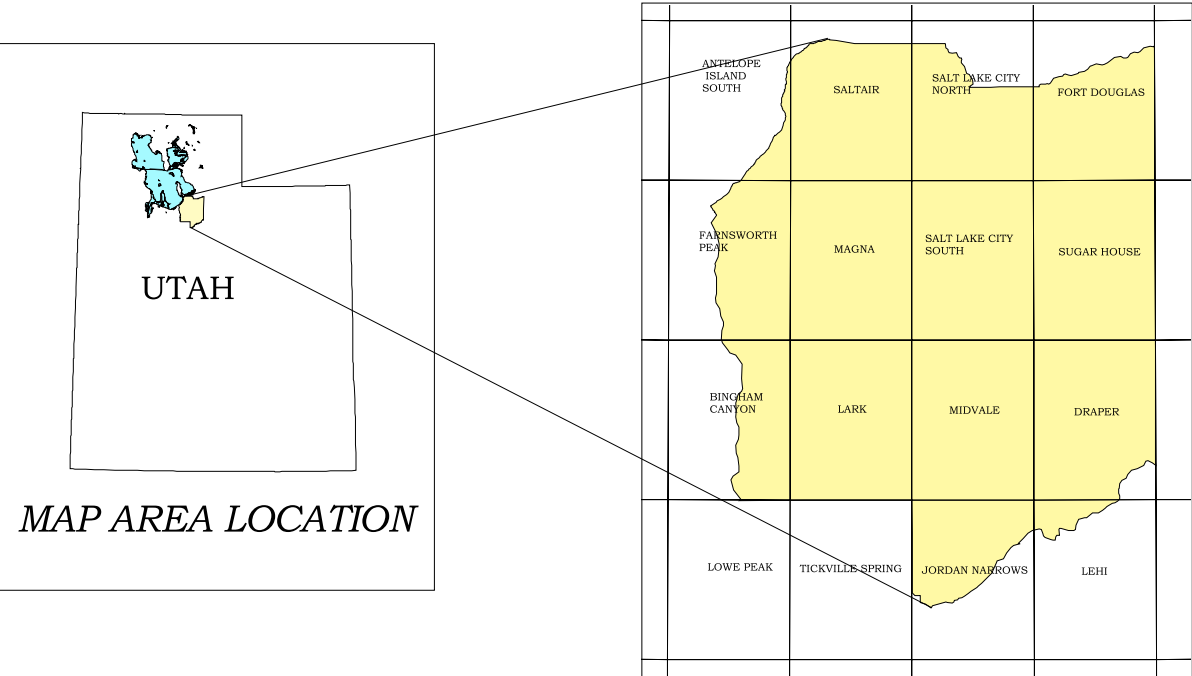 UTAH
MAP AREA LOCATION
ANTELOPE
ISLAND
SOUTH
SALTAIR
SALT LAKE CITY
NORTH
FORT DOUGLAS
FARNSWORTH
PEAK
MAGNA
SALT LAKE CITY
SOUTH
SUGAR HOUSE
BINGHAM
CANYON
LARK
MIDVALE
DRAPER
LOWE PEAK
TICKVILLE SPRING
JORDAN NARROWS
LEHI